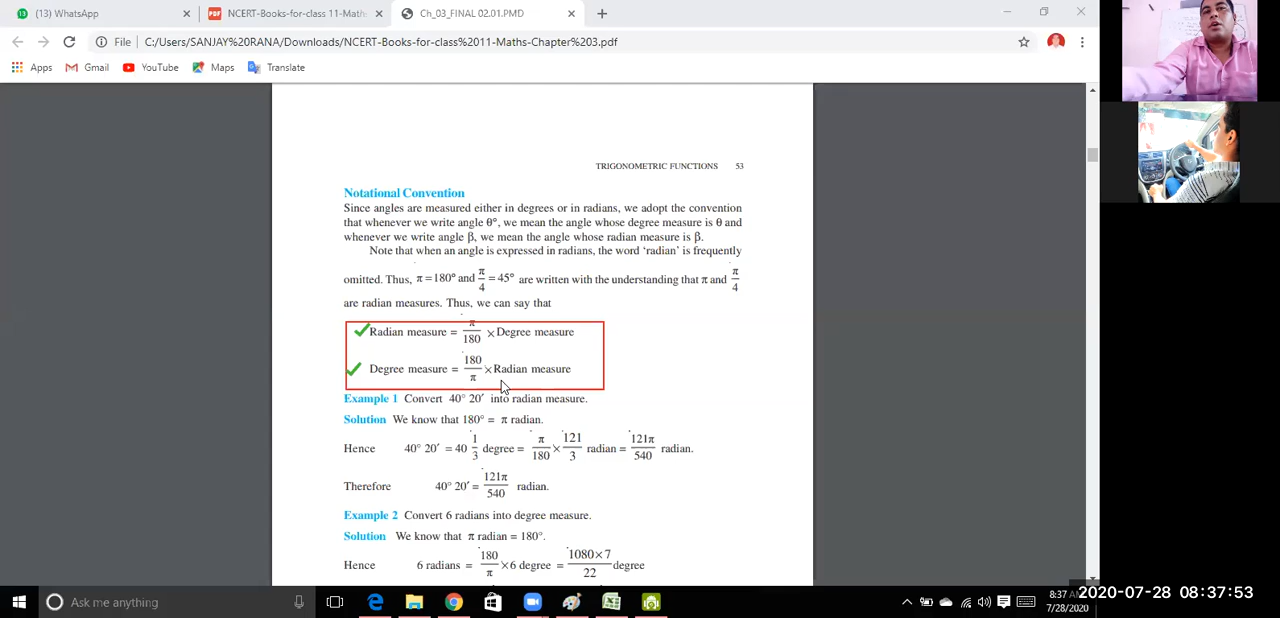 (13) WhatsApp
NCERT-Books-for class 11-Math
Ch_03_FINAL 02.01.PMD
File
C:/Users/SANJAY%20RANA/Downloads/NCERT-Books-for-class%2011-Maths-Chapter%203.pdf
Apps
Gmail
YouTube
Maps
Translate
TRIGONOMETRIC FUNCTIONS 53
Notational Convention
Since angles are measured either in degrees or in radians, we adopt the convention
that whenever we write angle θ°, we mean the angle whose degree measure is θ and
whenever we write angle β, we mean the angle whose radian measure is β.
Note that when an angle is expressed in radians, the word 'radian' is frequently
omitted. Thus, π = 180° and π/4 = 45° are written with the understanding that π and π/4
are radian measures. Thus, we can say that
Radian measure = π/180 × Degree measure
Degree measure = 180/π × Radian measure
Example 1 Convert 40° 20′ into radian measure.
Solution We know that 180° = π radian.
Hence 40° 20′ = 40 1/3 degree = π/180 × 121/3 radian = 121π/540 radian.
Therefore 40° 20′ = 121π/540 radian.
Example 2 Convert 6 radians into degree measure.
Solution We know that π radian = 180°.
Hence 6 radians = 180/π × 6 degree = 1080×7/22 degree
Ask me anything
8:37 A
7/28/2020
2020-07-28 08:37:53